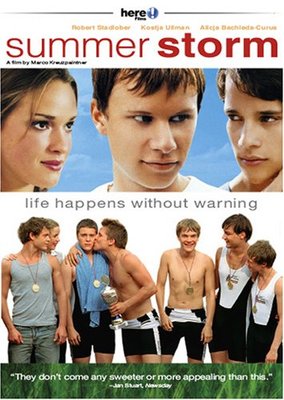 here!
Films
Robert Stadlober Kostja Ullman Alicja Bachleda-Curus
summer storm
A film by Marco Kreuzpaintner
life happens without warning
"They don't come any sweeter or more appealing than this."
—Jan Stuart, Newsday